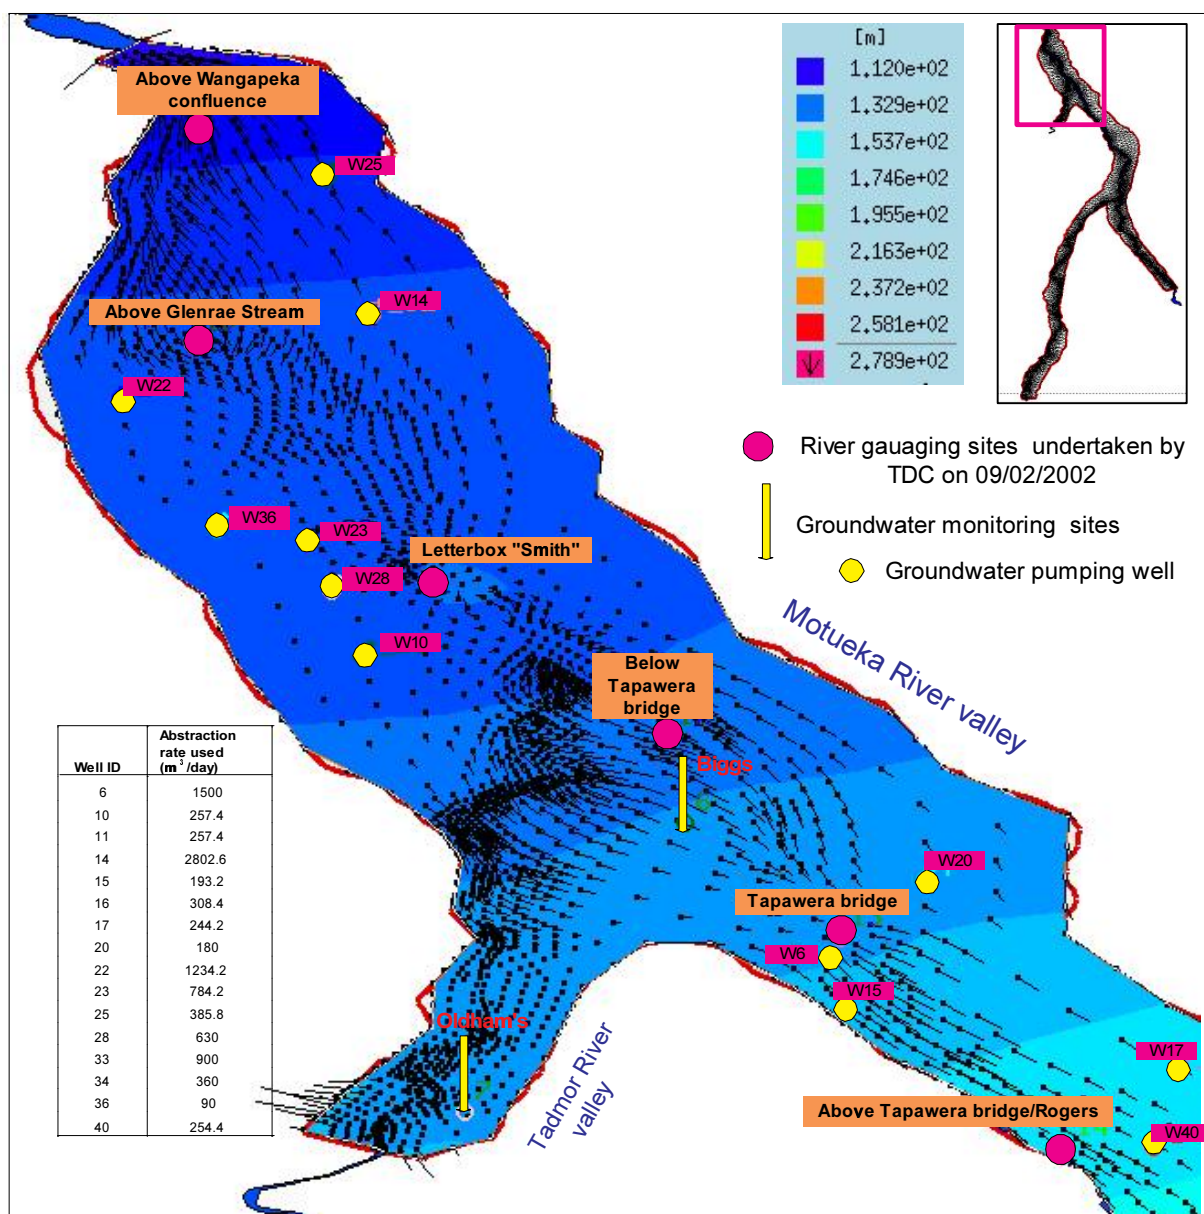 Above Wangapeka
confluence
W25
W14
Above Glenrae Stream
W22
W36
W23
Letterbox "Smith"
W28
W10
Below
Tapawera
bridge
Biggs
W20
Tapawera bridge
W6
W15
Oldham's
W17
Above Tapawera bridge/Rogers
W40
Motueka River valley
Tadmor River
valley
[m]
1.120e+02
1.329e+02
1.537e+02
1.746e+02
1.955e+02
2.163e+02
2.372e+02
2.581e+02
2.789e+02
River gauaging sites undertaken by
TDC on 09/02/2002
Groundwater monitoring sites
Groundwater pumping well
Well ID Abstraction
rate used
(m³/day)
6 1500
10 257.4
11 257.4
14 2802.6
15 193.2
16 308.4
17 244.2
20 180
22 1234.2
23 784.2
25 385.8
28 630
33 900
34 360
36 90
40 254.4